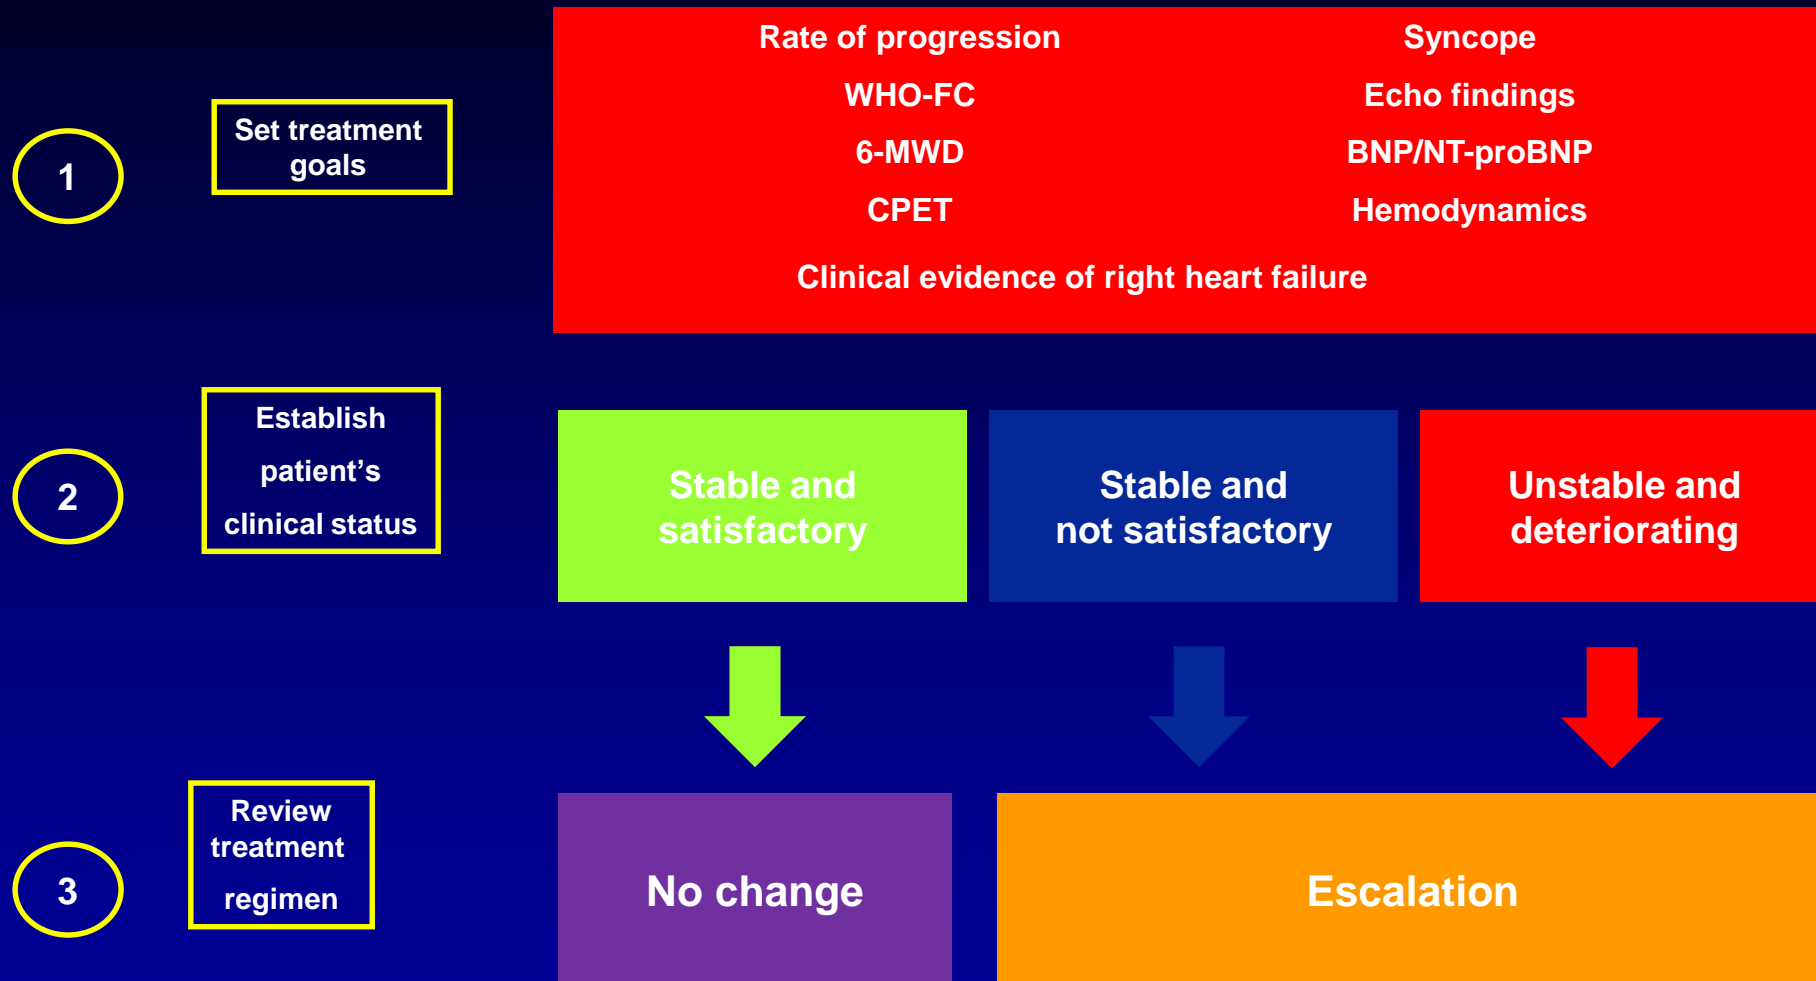 Rate of progression
Syncope
WHO-FC
Echo findings
6-MWD
BNP/NT-proBNP
CPET
Hemodynamics
Clinical evidence of right heart failure
1
Set treatment
goals
2
Establish
patient's
clinical status
Stable and
satisfactory
Stable and
not satisfactory
Unstable and
deteriorating
3
Review
treatment
regimen
No change
Escalation